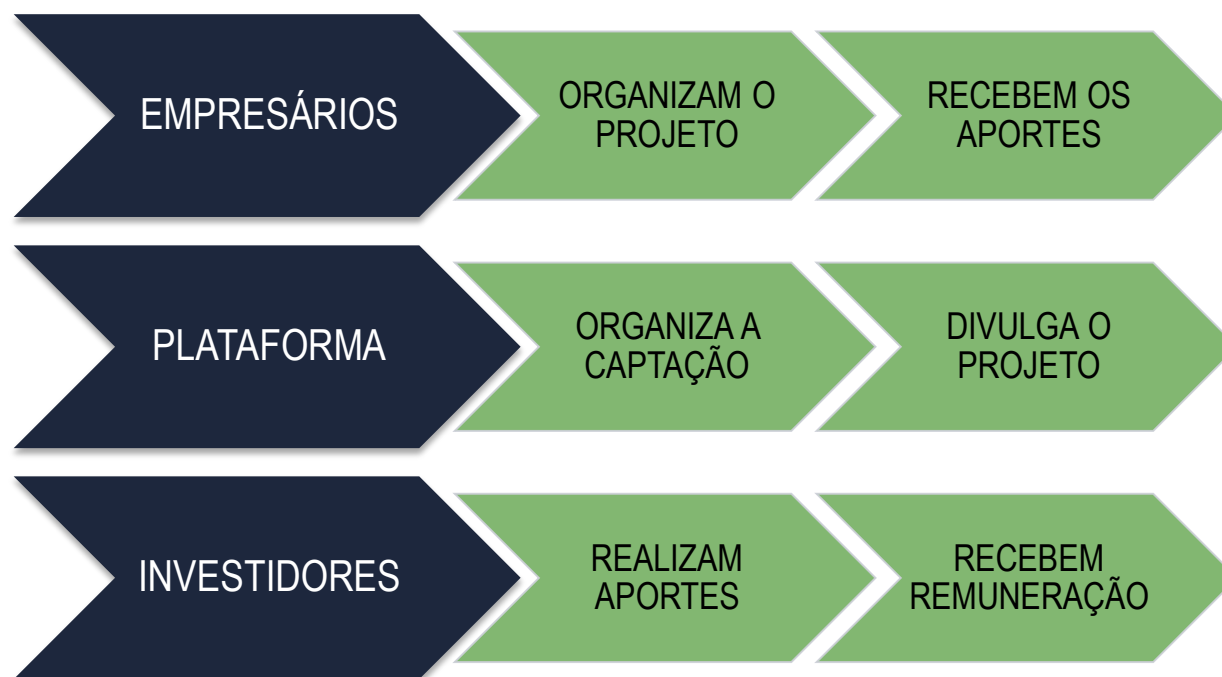 EMPRESÁRIOS
ORGANIZAM O
PROJETO
RECEBEM OS
APORTES
PLATAFORMA
ORGANIZA A
CAPTAÇÃO
DIVULGA O
PROJETO
INVESTIDORES
REALIZAM
APORTES
RECEBEM
REMUNERAÇÃO